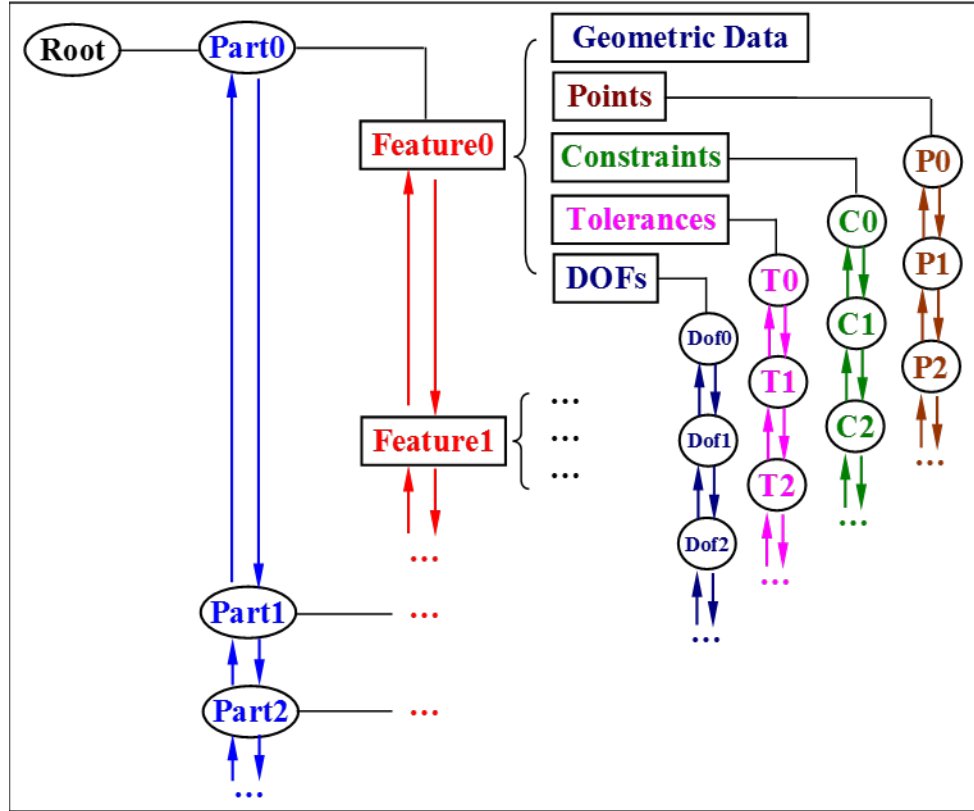 Root
Part0
Geometric Data
Points
Feature0
Constraints
P0
Tolerances
C0
DOFs
T0
P1
Dof0
C1
P2
T1
...
Feature1
...
Dof1
C2
...
...
T2
...
Dof2
...
...
Part1
...
...
Part2
...
...